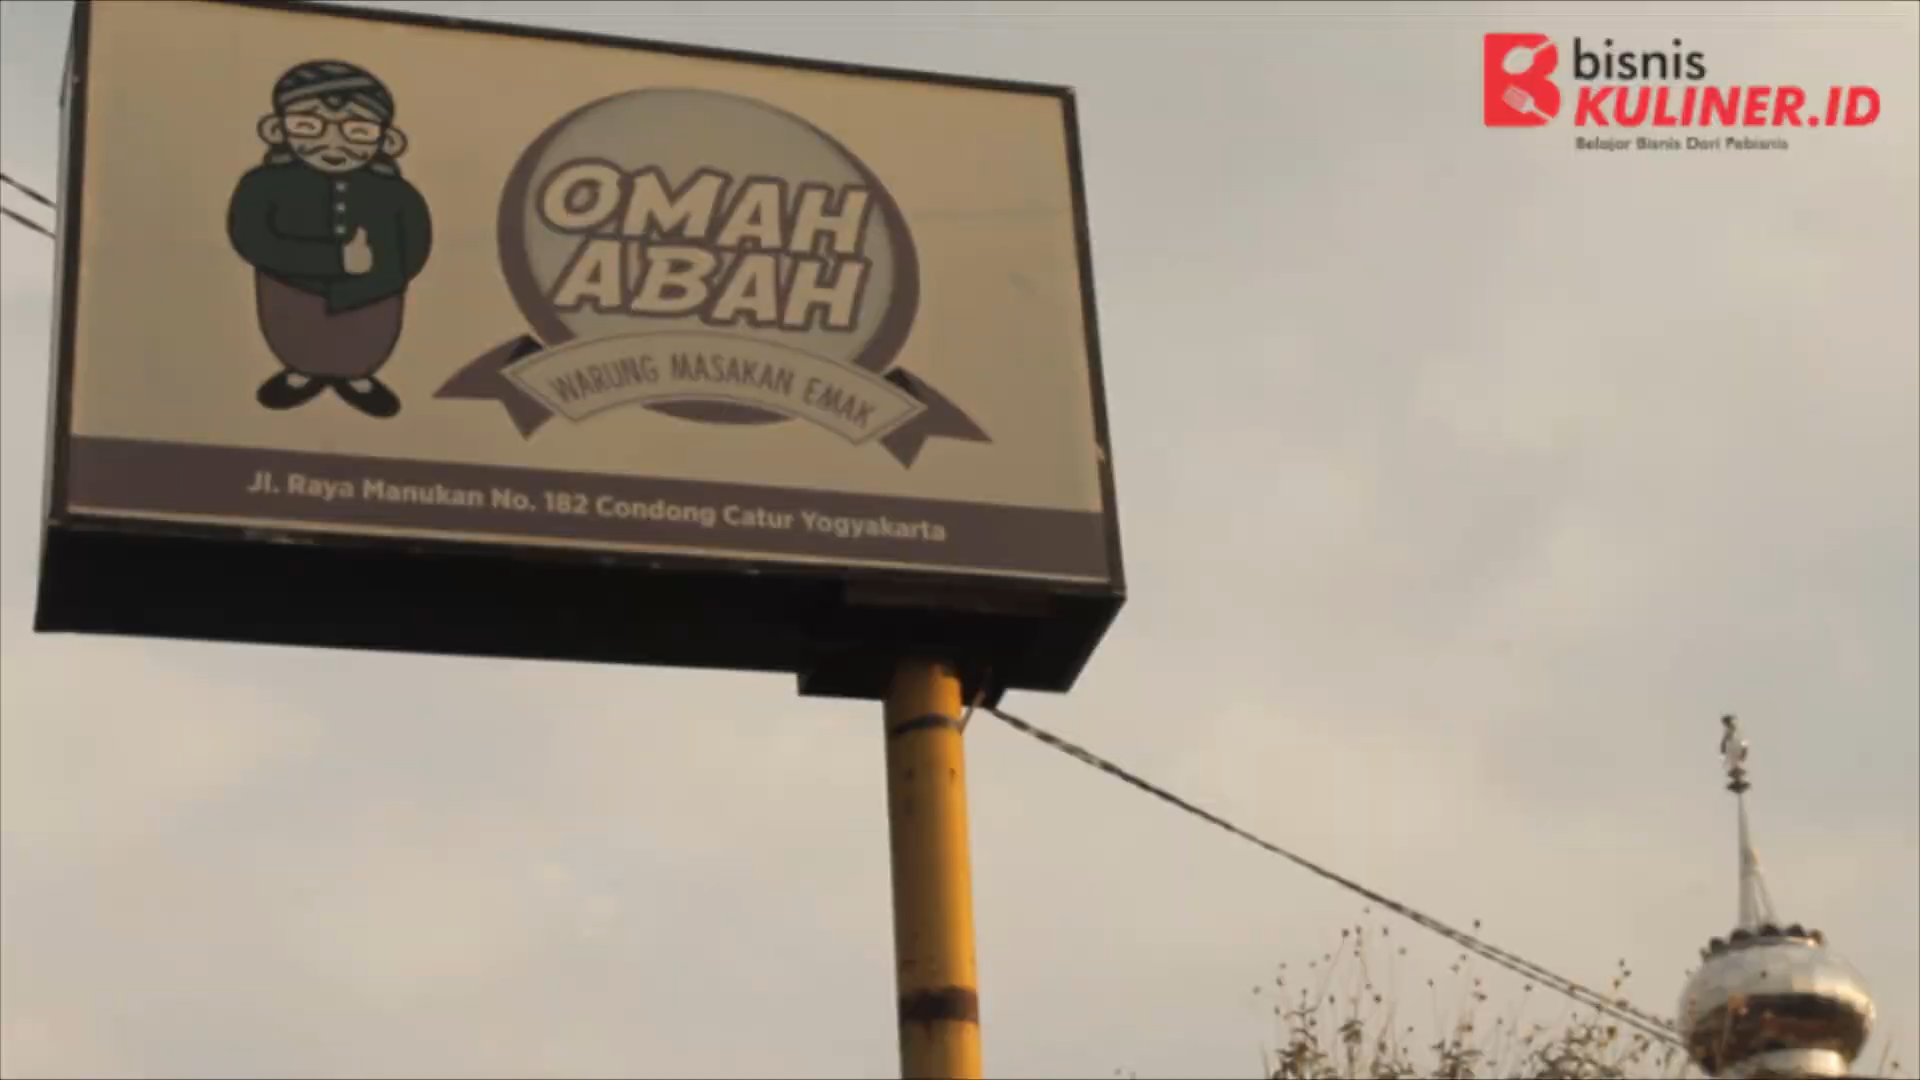 OMAH
ABAH
WARUNG MASAKAN EMAK
Jl. Raya Manukan No. 182 Condong Catur Yogyakarta
bisnis
KULINER.ID
Belajar Bisnis Dari Pebisnis